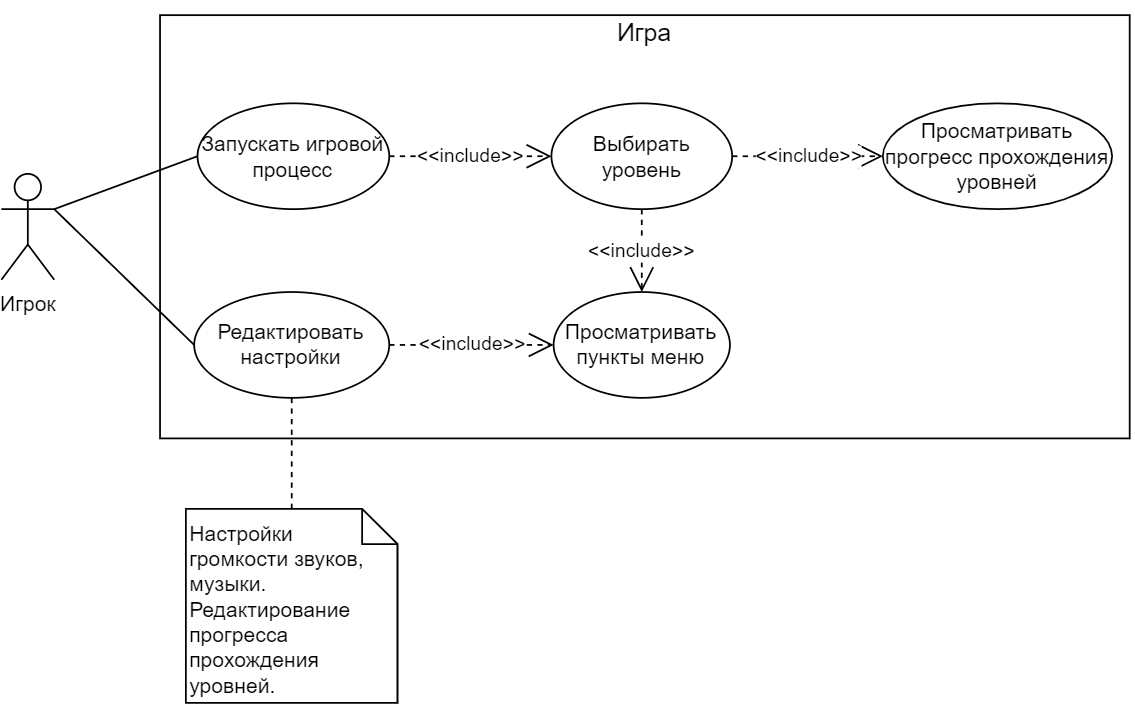 Игра
Запускать игровой
процесс
<<include>>
Выбирать
уровень
<<include>>
Просматривать
прогресс прохождения
уровней
<<include>>
Игрок
Редактировать
настройки
<<include>>
Просматривать
пункты меню
Настройки
громкости звуков,
музыки.
Редактирование
прогресса
прохождения
уровней.